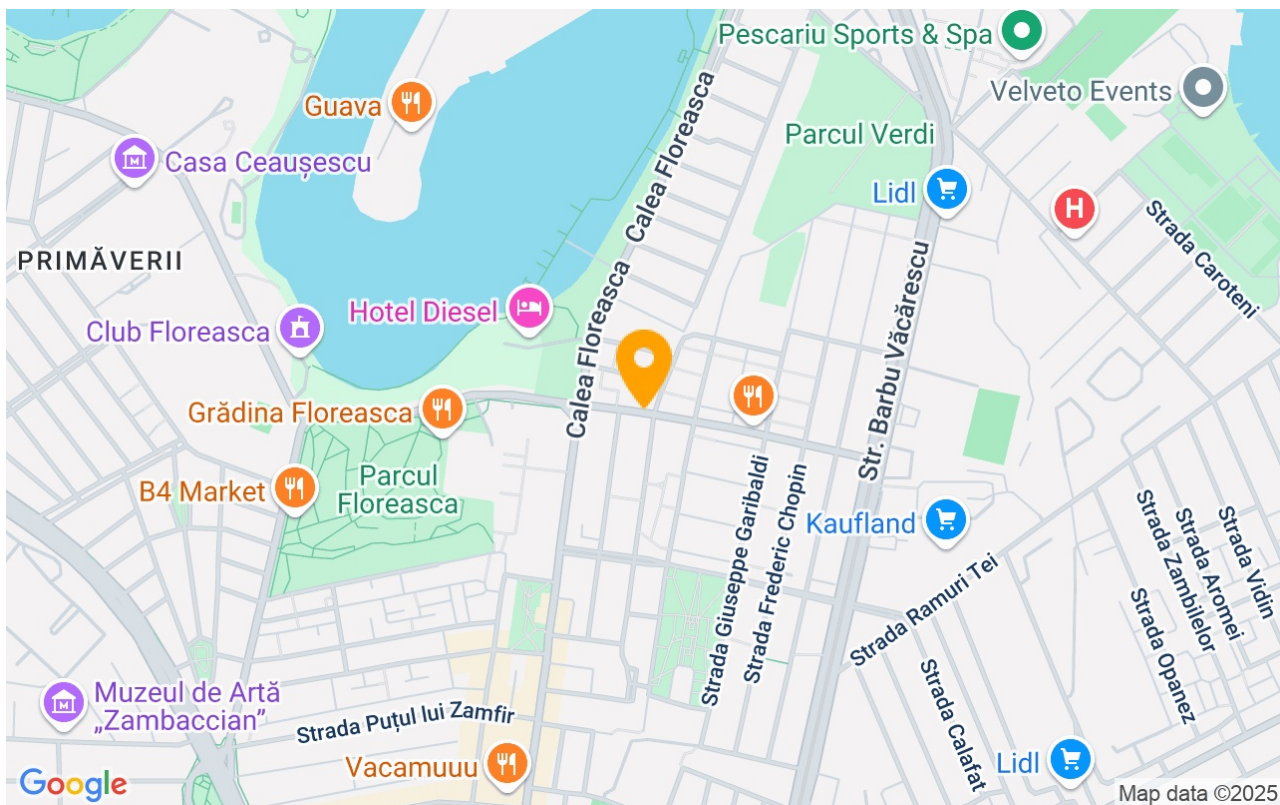 Pescariu Sports & Spa
Velveto Events
Guava
Calea Floreasca
Parcul Verdi
Casa Ceaușescu
Lidl
H
Strada Caroteni
PRIMĂVERII
Calea Floreasca
Hotel Diesel
Club Floreasca
Str. Barbu Văcărescu
Grădina Floreasca
Parcul
Floreasca
B4 Market
Strada Giuseppe Garibaldi
Strada Frederic Chopin
Kaufland
Strada Ramuri Tei
Strada Zambilelor
Strada Aromei
Strada Vidin
Strada Opanez
Strada Calafat
Muzeul de Artă
„Zambaccian”
Strada Puțul lui Zamfir
Vacamuuu
Lidl
Google
Map data ©2025